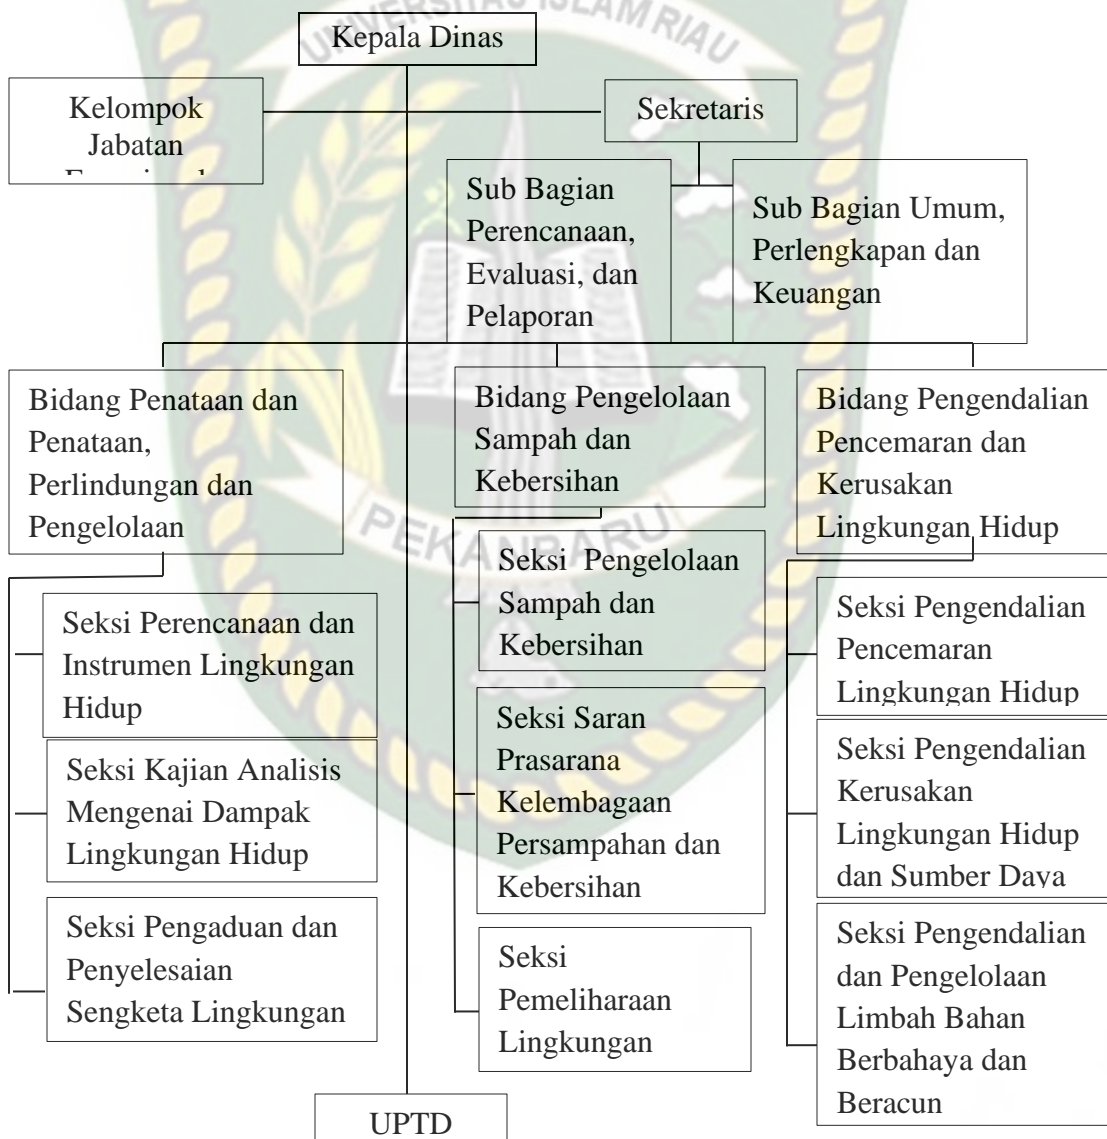 UNIVERSITAS ISLAM RIAU
Kepala Dinas
Kelompok
Jabatan
Sekretaris
Sub Bagian
Perencanaan,
Evaluasi, dan
Pelaporan
Sub Bagian Umum,
Perlengkapan dan
Keuangan
Bidang Penataan dan
Penataan,
Perlindungan dan
Pengelolaan
Bidang Pengelolaan
Sampah dan
Kebersihan
Bidang Pengendalian
Pencemaran dan
Kerusakan
Lingkungan Hidup
PEKANBARU
Seksi Perencanaan dan
Instrumen Lingkungan
Hidup
Seksi Kajian Analisis
Mengenai Dampak
Lingkungan Hidup
Seksi Pengaduan dan
Penyelesaian
Sengketa Lingkungan
Seksi Pengelolaan
Sampah dan
Kebersihan
Seksi Saran
Prasarana
Kelembagaan
Persampahan dan
Kebersihan
Seksi
Pemeliharaan
Lingkungan
Seksi Pengendalian
Pencemaran
Lingkungan Hidup
Seksi Pengendalian
Kerusakan
Lingkungan Hidup
dan Sumber Daya
Seksi Pengendalian
dan Pengelolaan
Limbah Bahan
Berbahaya dan
Beracun
UPTD